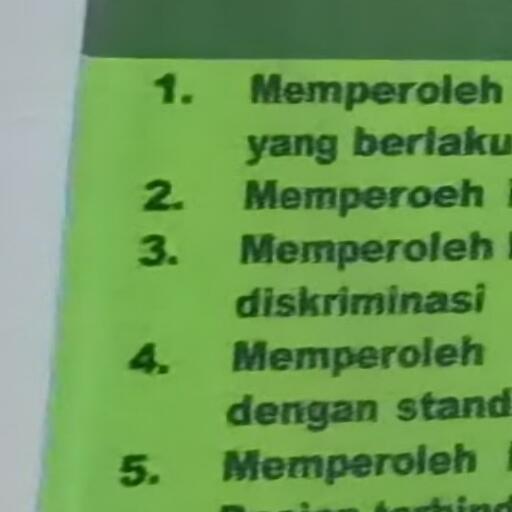 1. Memperoleh
yang berlaku
2. Memperoeh
3. Memperoleh
diskriminasi
4. Memperoleh
dengan stand
5. Memperoleh